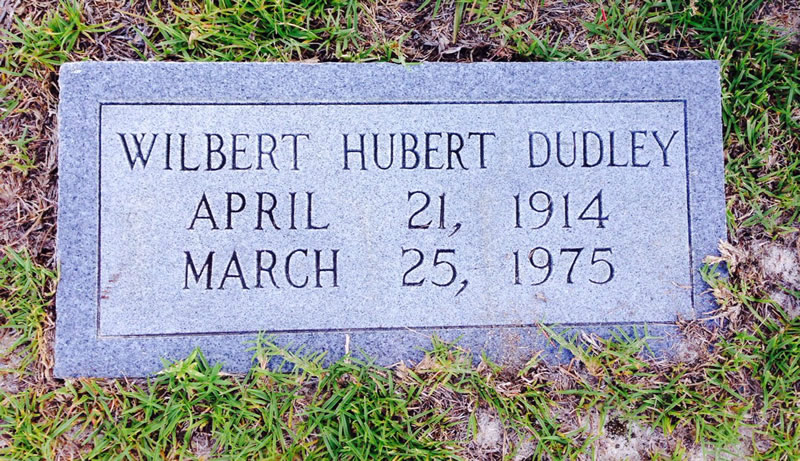 WILBERT HUBERT DUDLEY
APRIL 21, 1914
MARCH 25, 1975